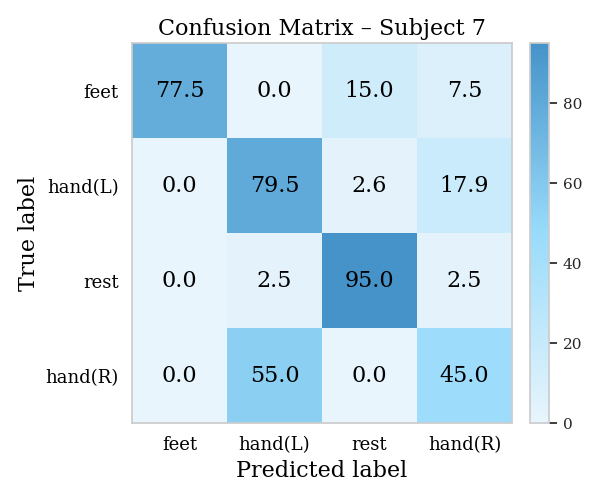 Confusion Matrix – Subject 7
True label
feet 77.5 0.0 15.0 7.5
hand(L) 0.0 79.5 2.6 17.9
rest 0.0 2.5 95.0 2.5
hand(R) 0.0 55.0 0.0 45.0
feet hand(L) rest hand(R)
Predicted label
80
60
40
20
0